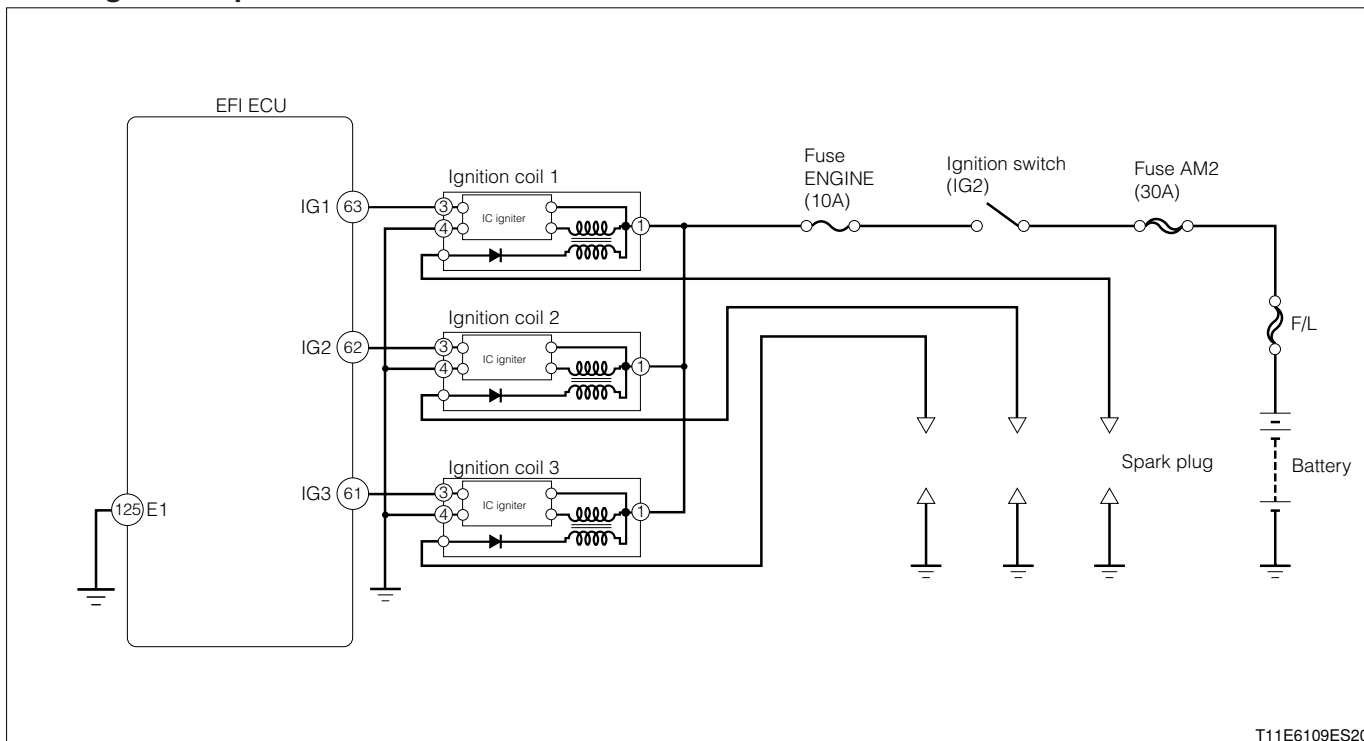 EFI ECU
Ignition coil 1
Fuse
ENGINE
(10A)
Ignition switch
(IG2)
Fuse AM2
(30A)
IG1 63
3
4
IC igniter
1
F/L
Ignition coil 2
IG2 62
3
4
IC igniter
1
Ignition coil 3
Spark plug
Battery
IG3 61
3
4
IC igniter
1
125 E1
T11E6109ES20